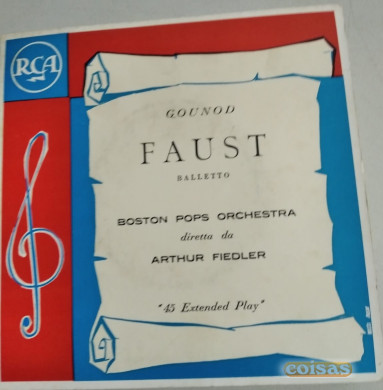 RCA
GOUNOD
FAUST
BALLETTO
BOSTON POPS ORCHESTRA
diretta da
ARTHUR FIEDLER
"45 Extended Play"
coisas